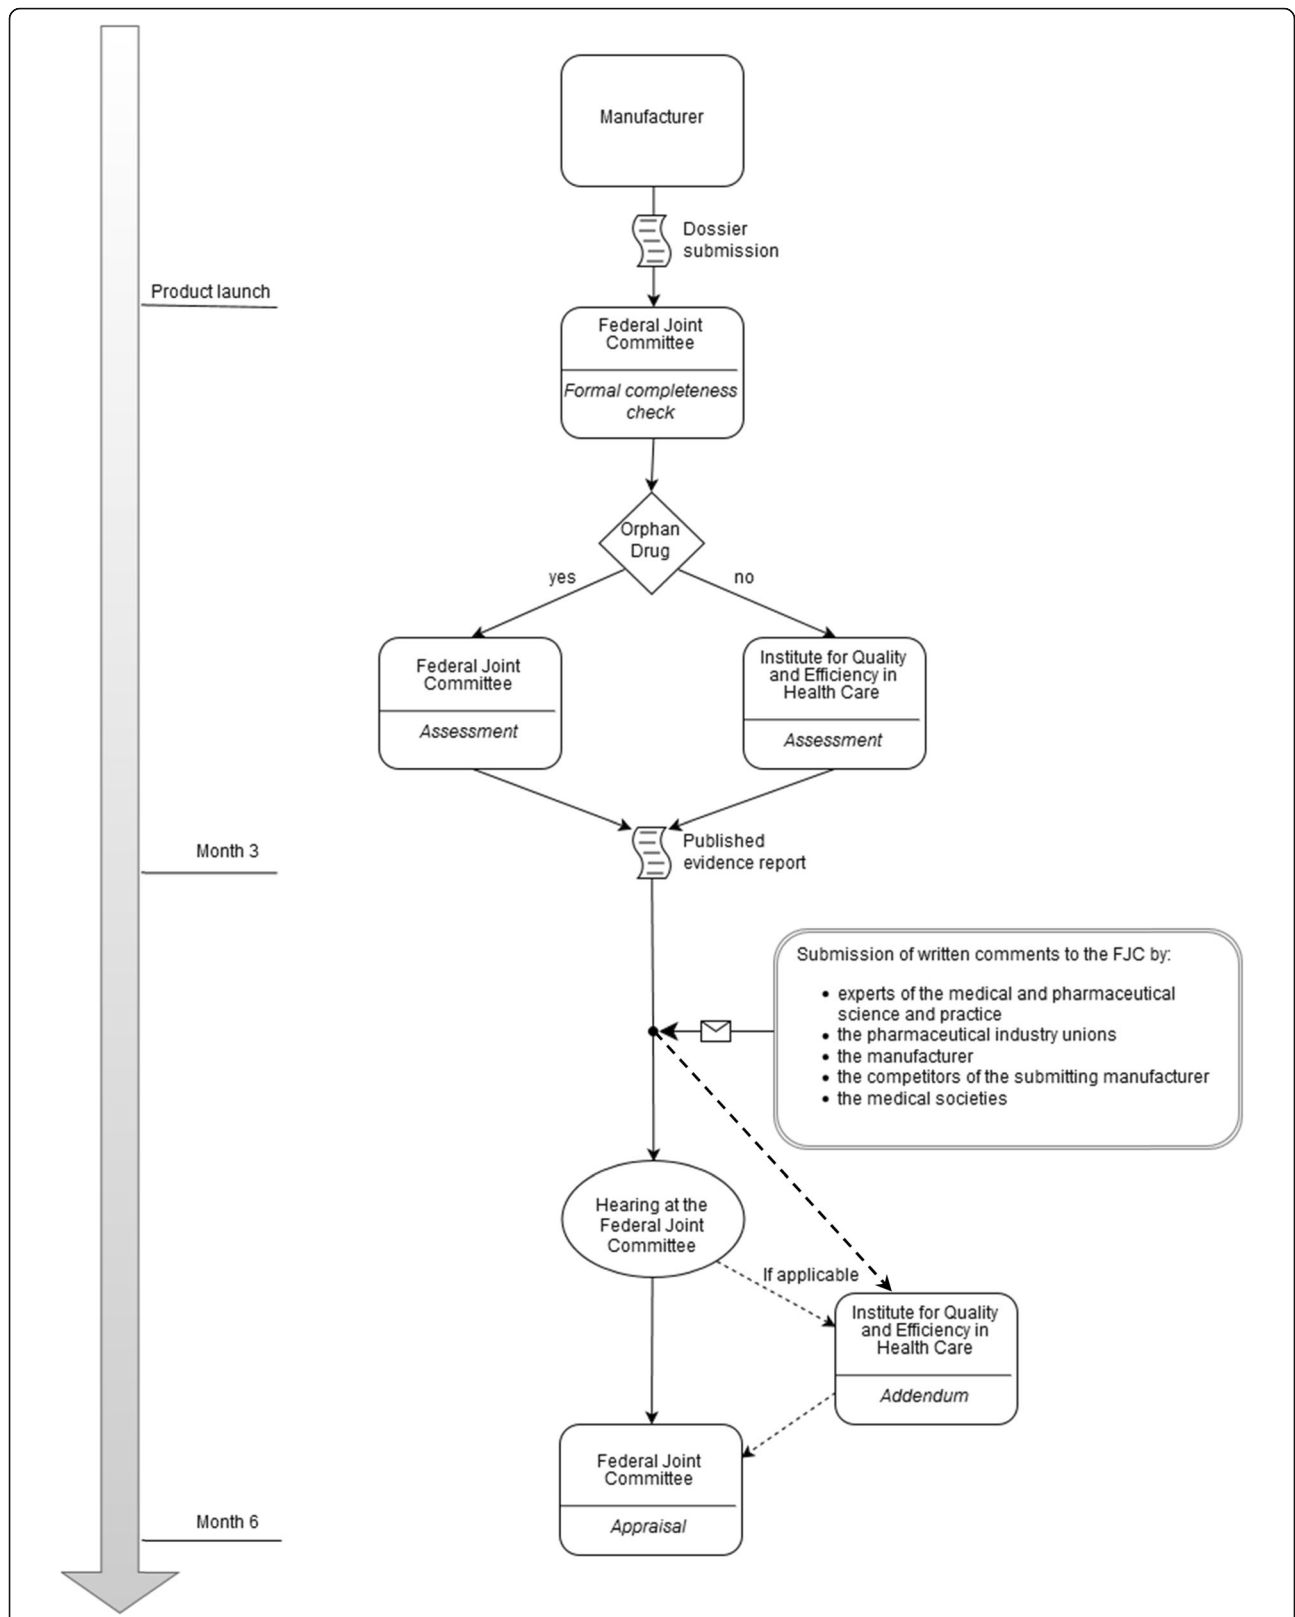 Manufacturer
Dossier
submission
Product launch
Federal Joint
Committee
Formal completeness
check
Orphan
Drug
yes
no
Federal Joint
Committee
Assessment
Institute for Quality
and Efficiency in
Health Care
Assessment
Month 3
Published
evidence report
Submission of written comments to the FJC by:
• experts of the medical and pharmaceutical
science and practice
• the pharmaceutical industry unions
• the manufacturer
• the competitors of the submitting manufacturer
• the medical societies
Hearing at the
Federal Joint
Committee
If applicable
Institute for Quality
and Efficiency in
Health Care
Addendum
Federal Joint
Committee
Appraisal
Month 6